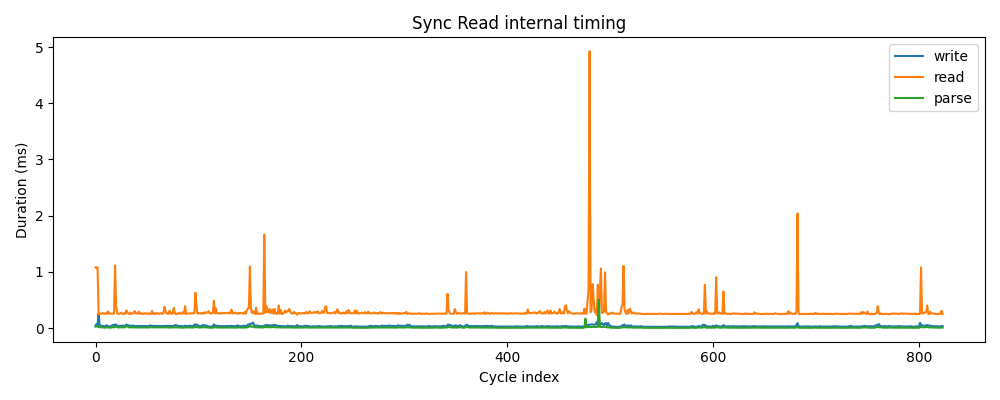 Sync Read internal timing
Duration (ms)
5
4
3
2
1
0
write
read
parse
0
200
400
600
800
Cycle index